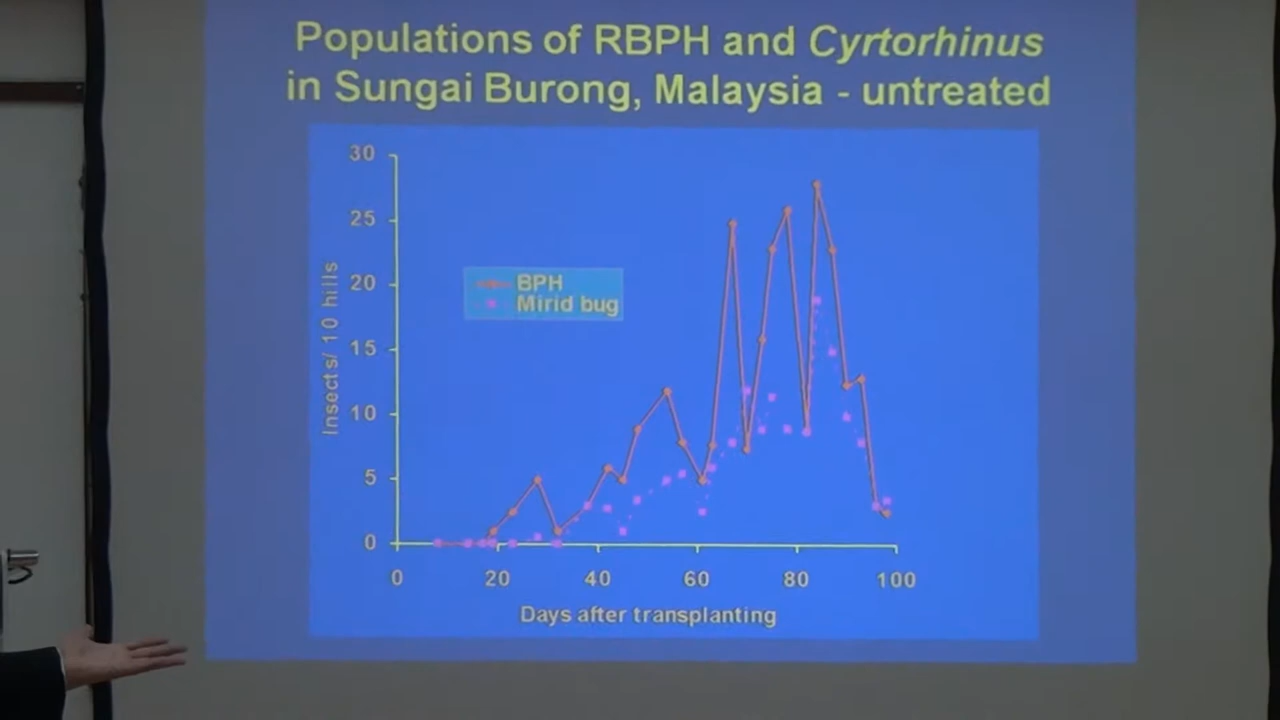 Populations of RBPH and Cyrtorhinus
in Sungai Burong, Malaysia - untreated
30
25
20
15
10
5
0
Insects/ 10 hills
BPH
Mirid bug
0 20 40 60 80 100
Days after transplanting